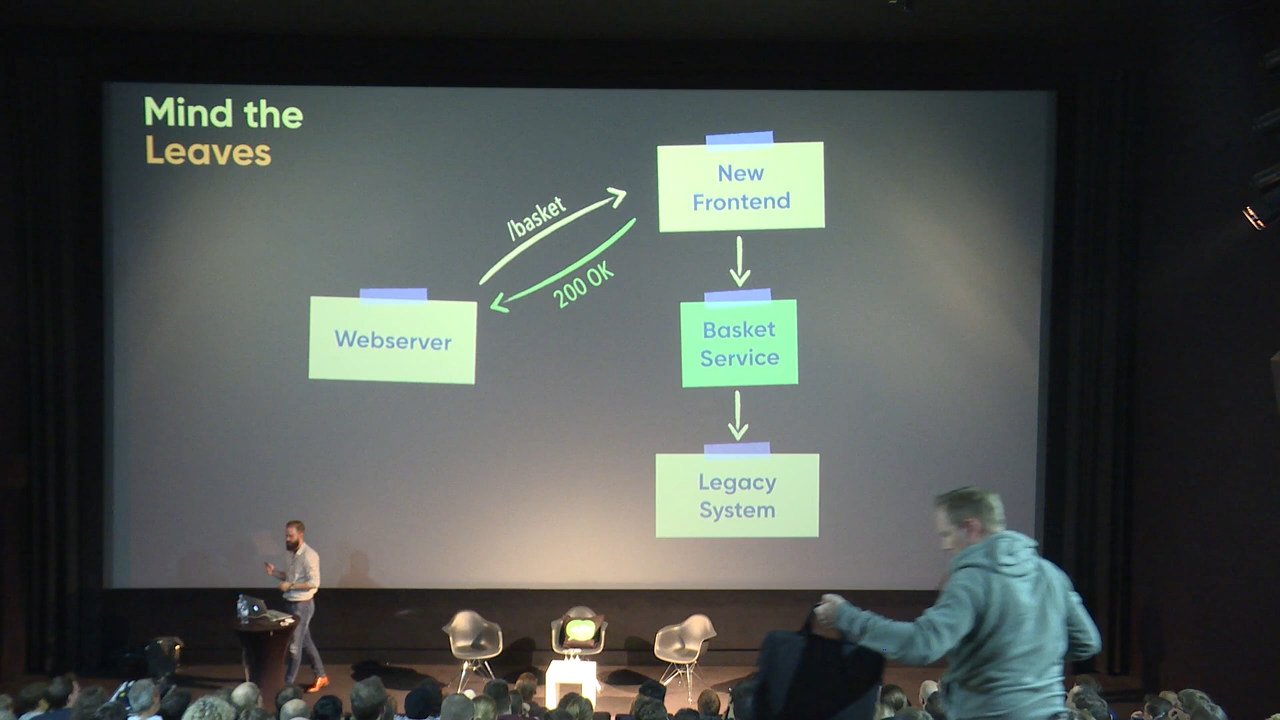 Mind the
Leaves
New
Frontend
/basket
200 OK
Webserver
Basket
Service
Legacy
System